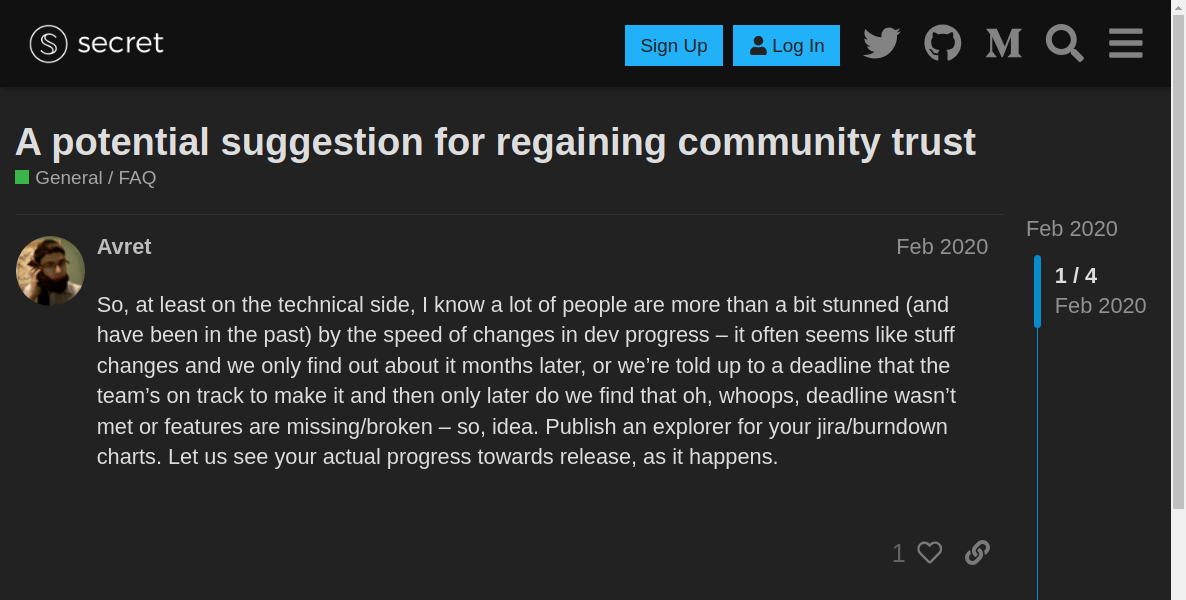 secret
Sign Up
Log In
A potential suggestion for regaining community trust
General / FAQ
Avret
Feb 2020
So, at least on the technical side, I know a lot of people are more than a bit stunned (and
have been in the past) by the speed of changes in dev progress – it often seems like stuff
changes and we only find out about it months later, or we’re told up to a deadline that the
team’s on track to make it and then only later do we find that oh, whoops, deadline wasn’t
met or features are missing/broken – so, idea. Publish an explorer for your jira/burndown
charts. Let us see your actual progress towards release, as it happens.
1
Feb 2020
1 / 4
Feb 2020